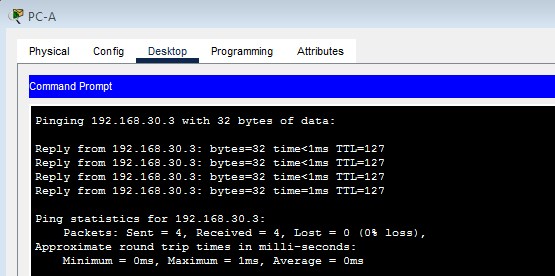 PC-A
Physical Config Desktop Programming Attributes
Command Prompt
Pinging 192.168.30.3 with 32 bytes of data:
Reply from 192.168.30.3: bytes=32 time<1ms TTL=127
Reply from 192.168.30.3: bytes=32 time<1ms TTL=127
Reply from 192.168.30.3: bytes=32 time<1ms TTL=127
Reply from 192.168.30.3: bytes=32 time=1ms TTL=127
Ping statistics for 192.168.30.3:
Packets: Sent = 4, Received = 4, Lost = 0 (0% loss),
Approximate round trip times in milli-seconds:
Minimum = 0ms, Maximum = 1ms, Average = 0ms